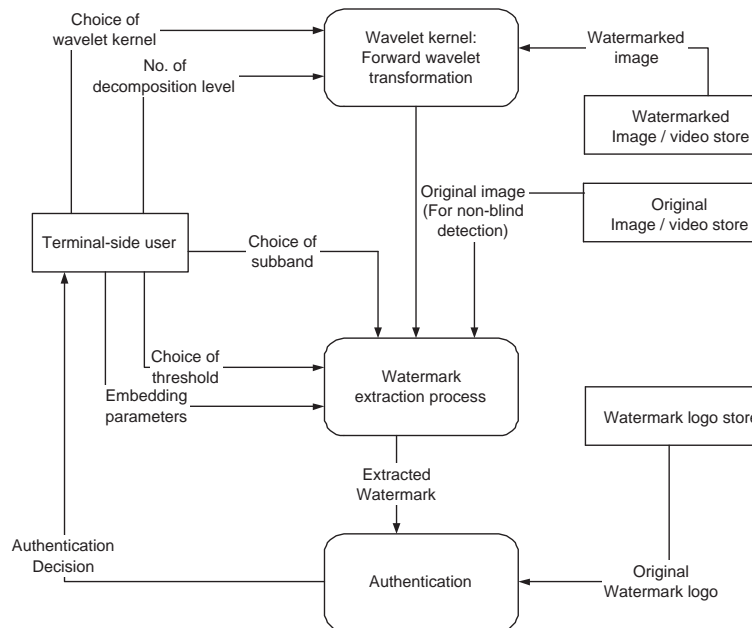 Choice of
wavelet kernel
No. of
decomposition level
Wavelet kernel:
Forward wavelet
transformation
Watermarked
image
Watermarked
Image / video store
Original image
(For non-blind
detection)
Original
Image / video store
Terminal-side user
Choice of
subband
Choice of
threshold
Embedding
parameters
Watermark
extraction process
Watermark logo store
Extracted
Watermark
Authentication
Decision
Authentication
Original
Watermark logo